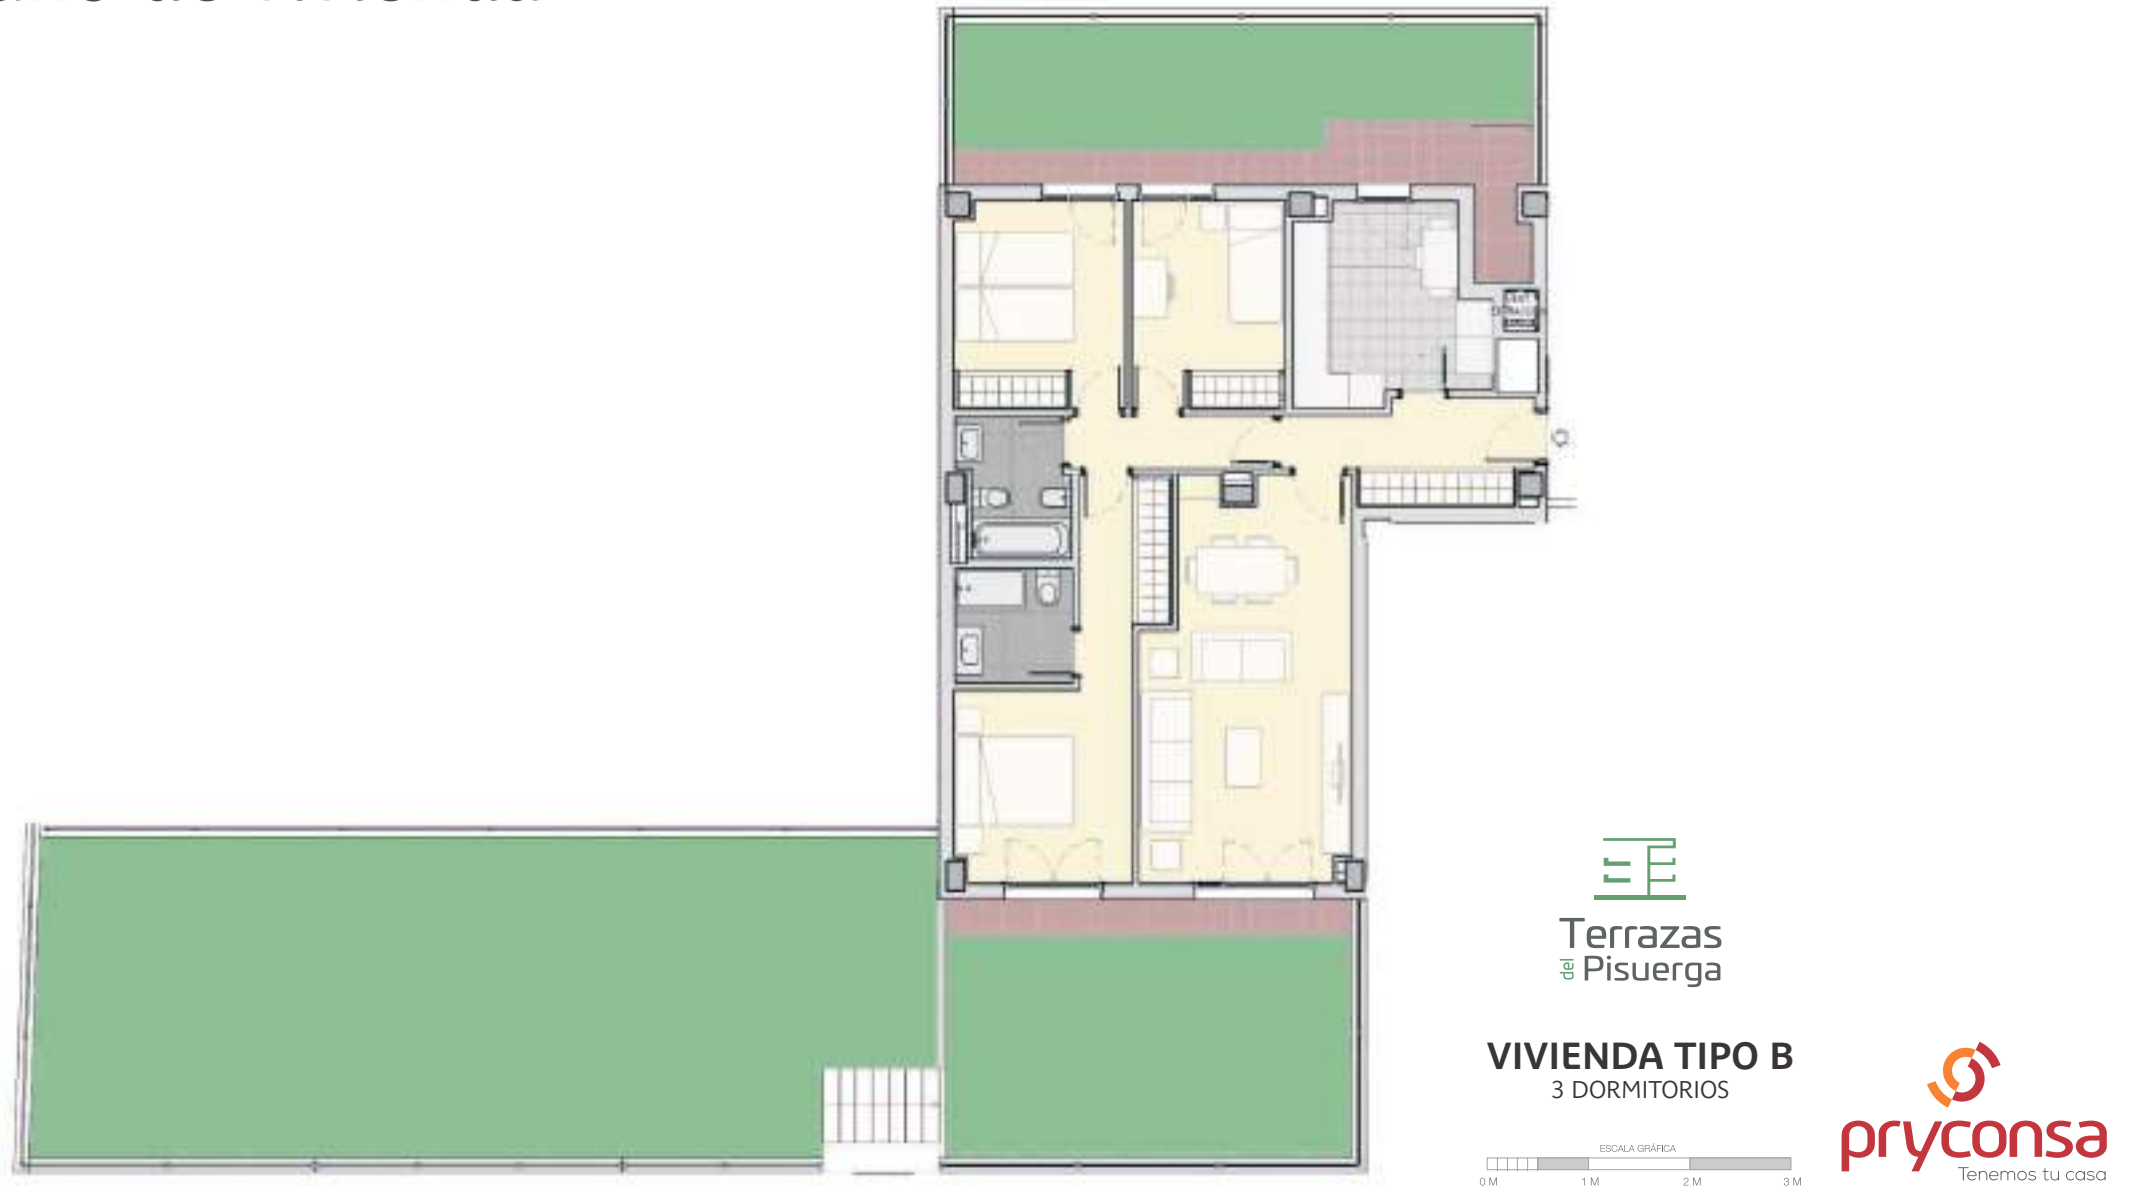 Terrazas
del Pisuerga
VIVIENDA TIPO B
3 DORMITORIOS
ESCALA GRÁFICA
0 M 1 M 2 M 3 M
pryconsa
Tenemos tu casa